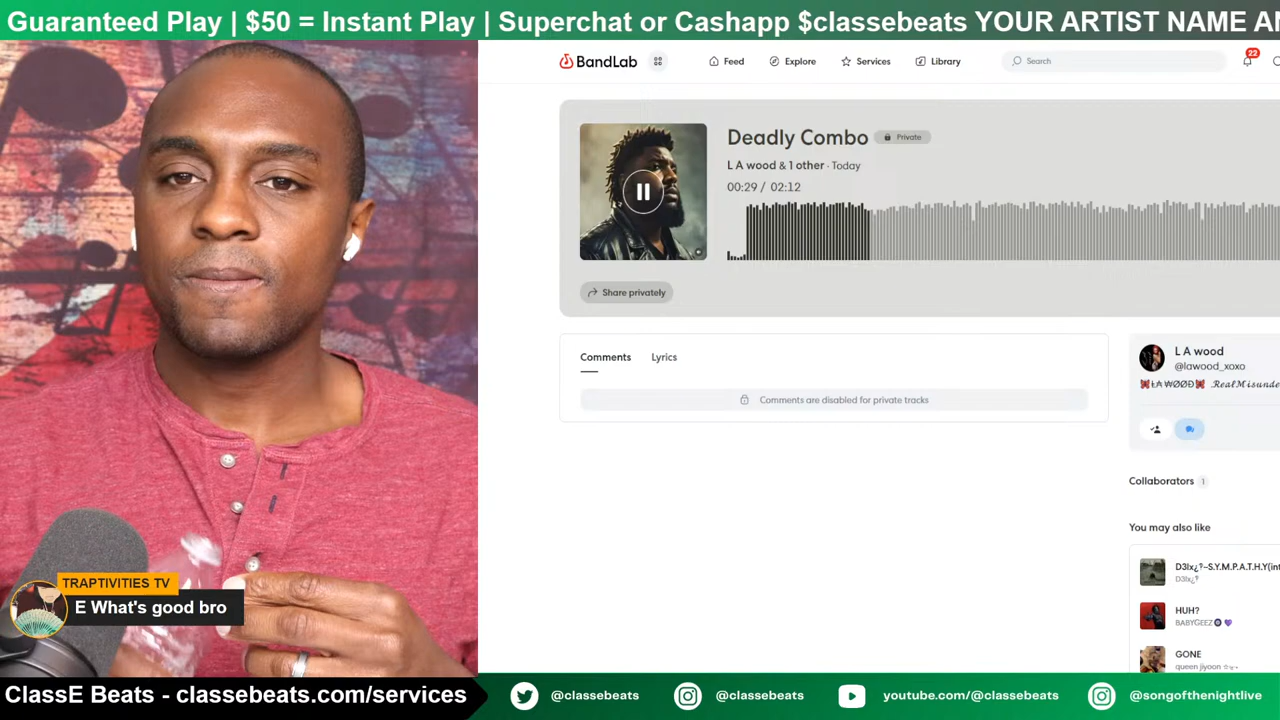 Guaranteed Play | $50 = Instant Play | Superchat or Cashapp $classebeats YOUR ARTIST NAME
BandLab
Feed
Explore
Services
Library
Search
22
Deadly Combo
Private
L A wood & 1 other · Today
00:29 / 02:12
Share privately
Comments
Lyrics
Comments are disabled for private tracks
L A wood
@lawood_xoxo
Collaborators 1
You may also like
HUH?
BABYGEEZ
GONE
queen jiyoon
TRAPTIVITIES TV
E What's good bro
ClassE Beats - classebeats.com/services
@classebeats
@classebeats
youtube.com/@classebeats
@songofthenightlive